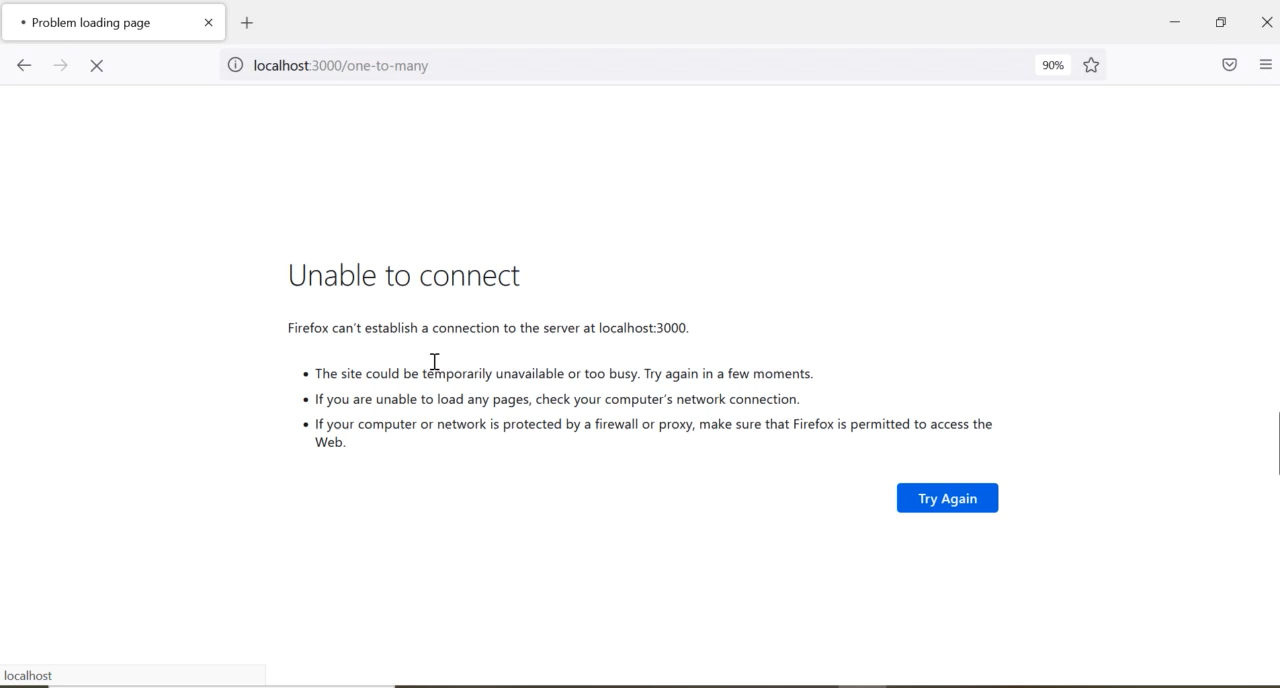 Problem loading page
localhost:3000/one-to-many
90%
Unable to connect
Firefox can’t establish a connection to the server at localhost:3000.
The site could be temporarily unavailable or too busy. Try again in a few moments.
If you are unable to load any pages, check your computer’s network connection.
If your computer or network is protected by a firewall or proxy, make sure that Firefox is permitted to access the
Web.
Try Again
localhost